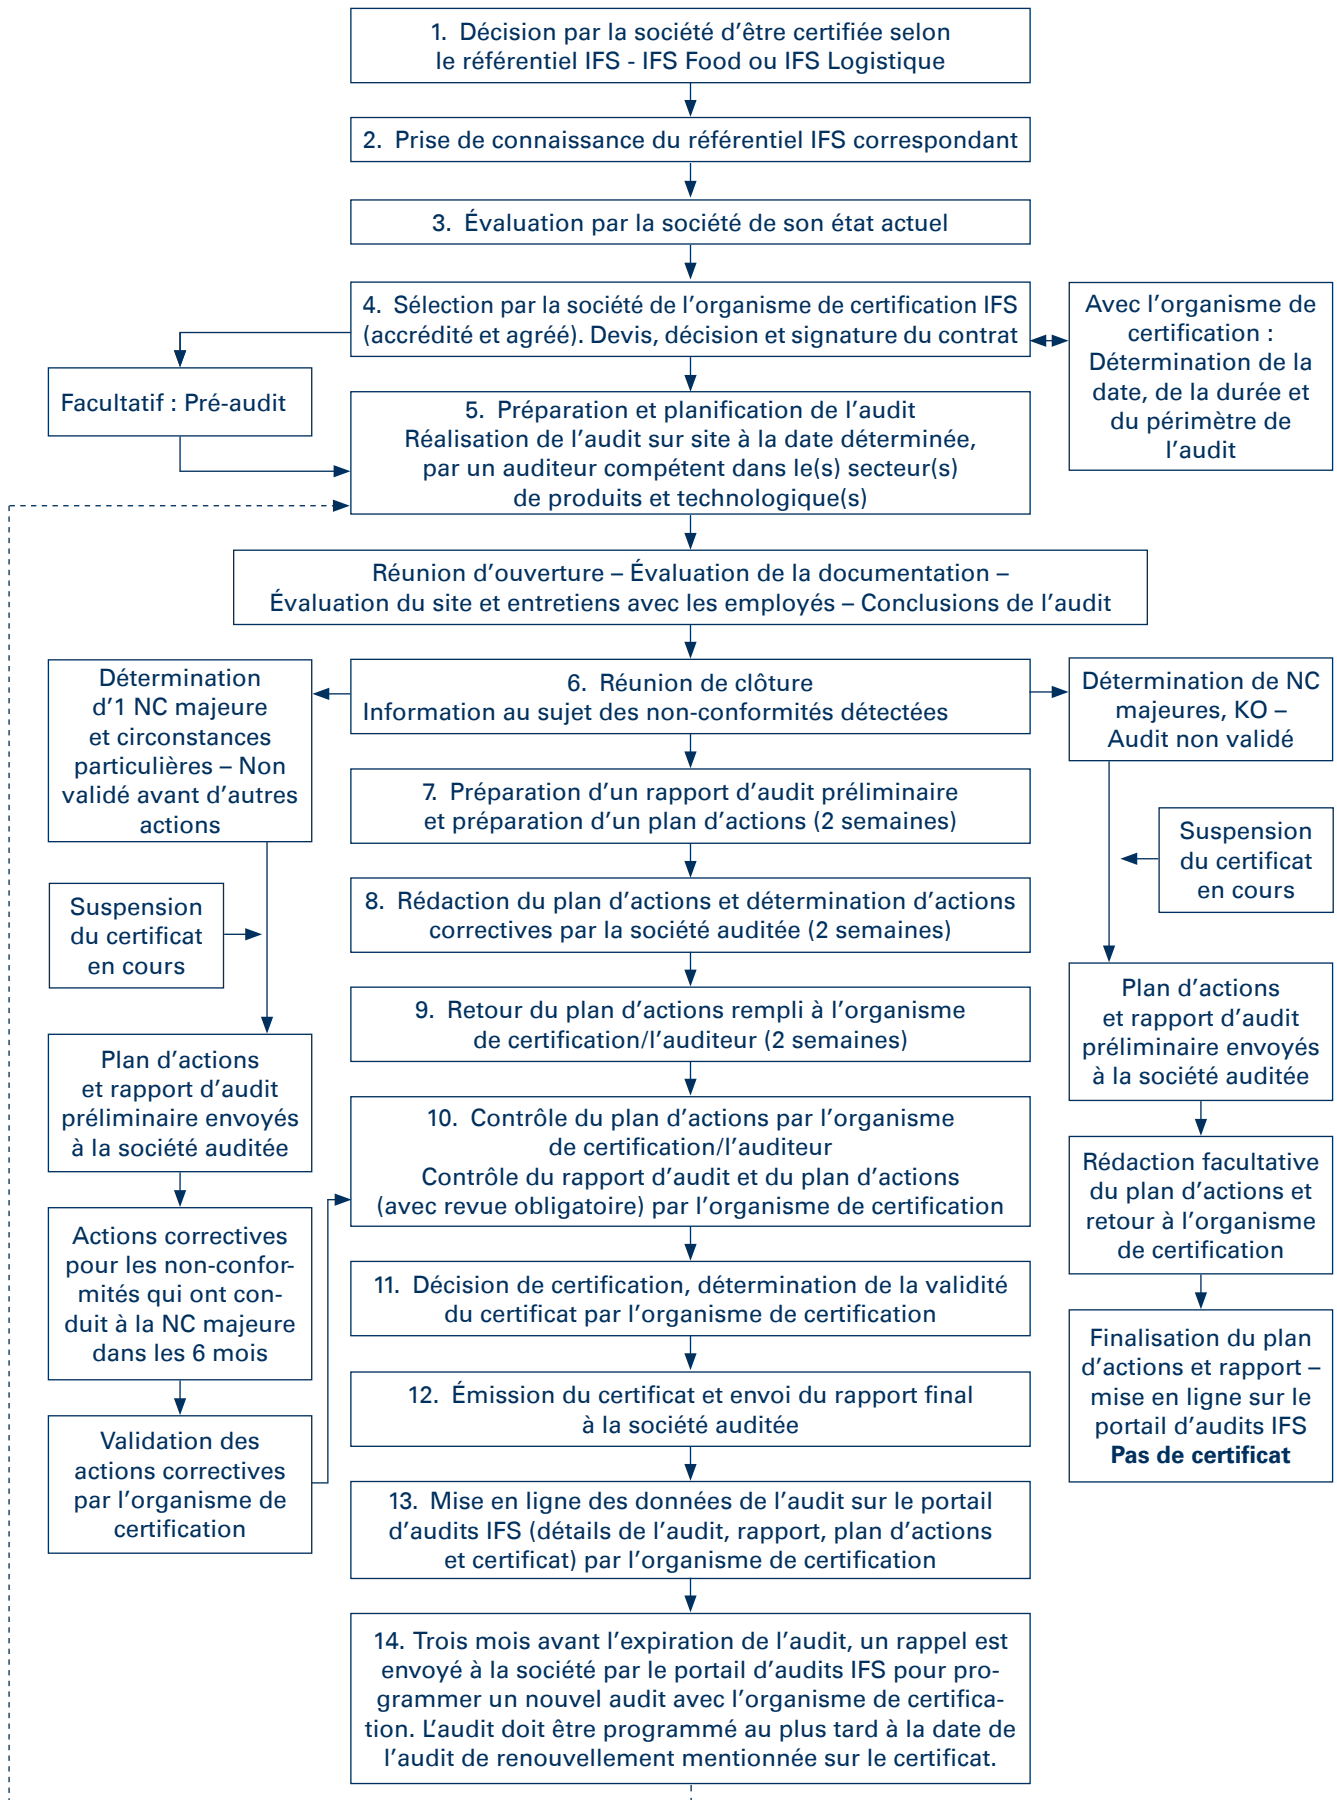 1. Décision par la société d'être certifiée selon
le référentiel IFS - IFS Food ou IFS Logistique
2. Prise de connaissance du référentiel IFS correspondant
3. Évaluation par la société de son état actuel
4. Sélection par la société de l'organisme de certification IFS
(accrédité et agréé). Devis, décision et signature du contrat
Avec l'organisme de
certification :
Détermination de la
date, de la durée et
du périmètre de
l'audit
Facultatif : Pré-audit
5. Préparation et planification de l'audit
Réalisation de l'audit sur site à la date déterminée,
par un auditeur compétent dans le(s) secteur(s)
de produits et technologique(s)
Réunion d'ouverture – Évaluation de la documentation –
Évaluation du site et entretiens avec les employés – Conclusions de l'audit
Détermination
d'1 NC majeure
et circonstances
particulières – Non
validé avant d'autres
actions
6. Réunion de clôture
Information au sujet des non-conformités détectées
Détermination de NC
majeures, KO –
Audit non validé
7. Préparation d'un rapport d'audit préliminaire
et préparation d'un plan d'actions (2 semaines)
Suspension
du certificat
en cours
8. Rédaction du plan d'actions et détermination d'actions
correctives par la société auditée (2 semaines)
Suspension
du certificat
en cours
9. Retour du plan d'actions rempli à l'organisme
de certification/l'auditeur (2 semaines)
Plan d'actions
et rapport d'audit
préliminaire envoyés
à la société auditée
Plan d'actions
et rapport d'audit
préliminaire envoyés
à la société auditée
10. Contrôle du plan d'actions par l'organisme
de certification/l'auditeur
Contrôle du rapport d'audit et du plan d'actions
(avec revue obligatoire) par l'organisme de certification
Rédaction facultative
du plan d'actions et
retour à l'organisme
de certification
Actions correctives
pour les non-confor-
mités qui ont con-
duit à la NC majeure
dans les 6 mois
11. Décision de certification, détermination de la validité
du certificat par l'organisme de certification
Finalisation du plan
d'actions et rapport –
mise en ligne sur le
portail d'audits IFS
Pas de certificat
12. Émission du certificat et envoi du rapport final
à la société auditée
Validation des
actions correctives
par l'organisme de
certification
13. Mise en ligne des données de l'audit sur le portail
d'audits IFS (détails de l'audit, rapport, plan d'actions
et certificat) par l'organisme de certification
14. Trois mois avant l'expiration de l'audit, un rappel est
envoyé à la société par le portail d'audits IFS pour pro-
grammer un nouvel audit avec l'organisme de certifica-
tion. L'audit doit être programmé au plus tard à la date de
l'audit de renouvellement mentionnée sur le certificat.